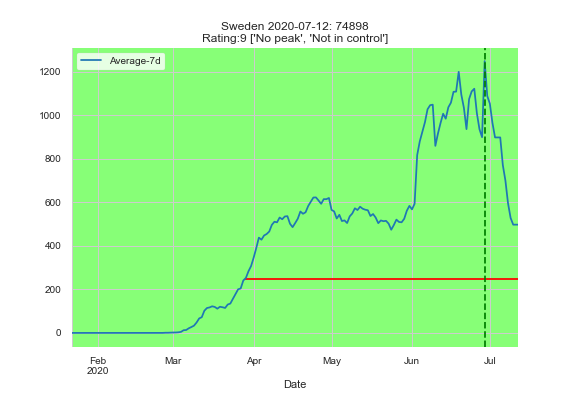 Sweden 2020-07-12: 74898
Rating:9 ['No peak', 'Not in control']
Average-7d
1200
1000
800
600
400
200
0
Feb
2020
Mar
Apr
May
Jun
Jul
Date